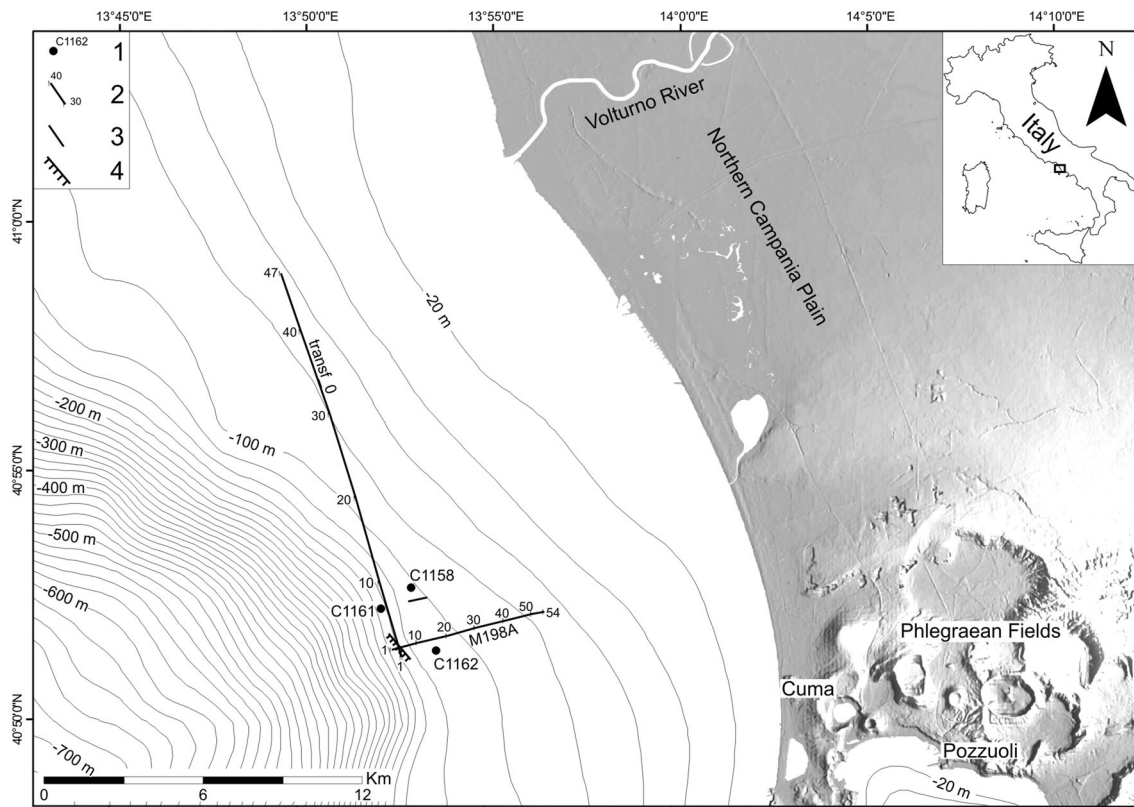 13°45'0"E 13°50'0"E 13°55'0"E 14°0'0"E 14°5'0"E 14°10'0"E
C1162
1
40
30
2
3
4
N
Italy
Volturno River
Northern Campania Plain
41°0'0"N
47
-20 m
40
transf_0
30
-200 m
-100 m
-300 m
40°55'0"N
-400 m
20
-500 m
-600 m
10
C1158
C1161
1
1
10
20
30
40
50
54
M198A
C1162
Phlegraean Fields
Cuma
40°50'0"N
Pozzuoli
-700 m
-20 m
Km
0 6 12